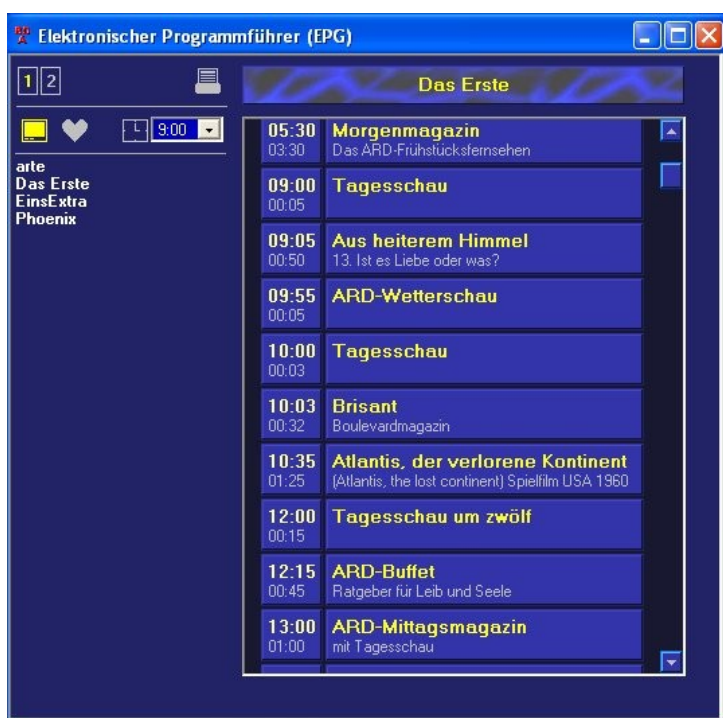 Elektronischer Programmführer (EPG)
1 2
Das Erste
9:00
arte
Das Erste
EinsExtra
Phoenix
05:30 Morgenmagazin
03:30 Das ARD-Frühstücksfernsehen
09:00 Tagesschau
00:05
09:05 Aus heiterem Himmel
00:50 13. Ist es Liebe oder was?
09:55 ARD-Wetterschau
00:05
10:00 Tagesschau
00:03
10:03 Brisant
00:32 Boulevardmagazin
10:35 Atlantis, der verlorene Kontinent
01:25 (Atlantis, the lost continent) Spielfilm USA 1960
12:00 Tagesschau um zwölf
00:15
12:15 ARD-Buffet
00:45 Ratgeber für Leib und Seele
13:00 ARD-Mittagsmagazin
01:00 mit Tagesschau